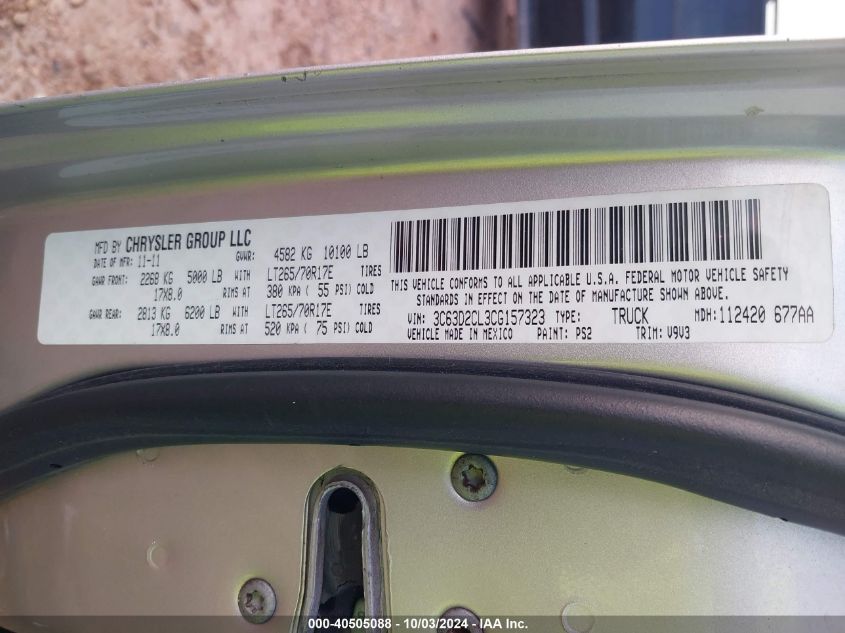 MFD BY CHRYSLER GROUP LLC
DATE OF MFR: 11-11 GVWR: 4582 KG 10100 LB
GAWR FRONT: 2268 KG 5000 LB WITH LT265/70R17E TIRES
17X8.0 RIMS AT 380 KPA ( 55 PSI) COLD
GAWR REAR: 2813 KG 6200 LB WITH LT265/70R17E TIRES
17X8.0 RIMS AT 520 KPA ( 75 PSI) COLD
THIS VEHICLE CONFORMS TO ALL APPLICABLE U.S.A. FEDERAL MOTOR VEHICLE SAFETY
STANDARDS IN EFFECT ON THE DATE OF MANUFACTURE SHOWN ABOVE.
VIN: 3C63D2CL3CG157323 TYPE: TRUCK MDH: 112420 677AA
VEHICLE MADE IN MEXICO PAINT: PS2 TRIM: V9V3
000-40505088 - 10/03/2024 - IAA Inc.